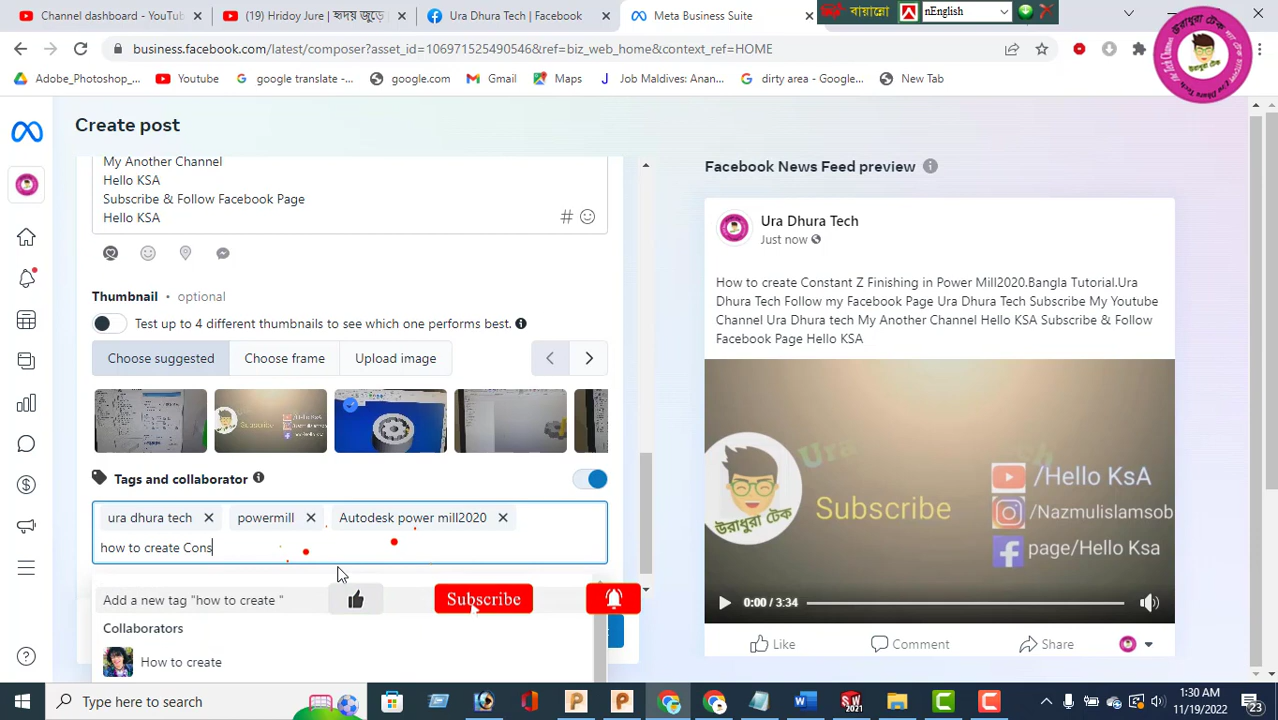 Channel dashboard
(19) Hridoy
Ura Dhura Tech | Facebook
Meta Business Suite
বায়ান্নো
nEnglish
business.facebook.com/latest/composer?asset_id=106971525490546&ref=biz_web_home&context_ref=HOME
Adobe_Photoshop_...
Youtube
google translate -...
google.com
Gmail
Maps
Job Maldives: Anan...
dirty area - Google...
New Tab
Create post
My Another Channel
Hello KSA
Subscribe & Follow Facebook Page
Hello KSA
Thumbnail • optional
Test up to 4 different thumbnails to see which one performs best.
Choose suggested
Choose frame
Upload image
Tags and collaborator
ura dhura tech
powermill
Autodesk power mill2020
how to create Cons
Add a new tag "how to create "
Subscribe
Collaborators
How to create
Facebook News Feed preview
Ura Dhura Tech
Just now
How to create Constant Z Finishing in Power Mill2020.Bangla Tutorial.Ura
Dhura Tech Follow my Facebook Page Ura Dhura Tech Subscribe My Youtube
Channel Ura Dhura tech My Another Channel Hello KSA Subscribe & Follow
Facebook Page Hello KSA
Subscribe
/Hello KsA
/Nazmulislamsob
page/Hello Ksa
উরাধুরা টেক
0:00 / 3:34
Like
Comment
Share
Type here to search
1:30 AM
11/19/2022
23
উরাধুরা টেক